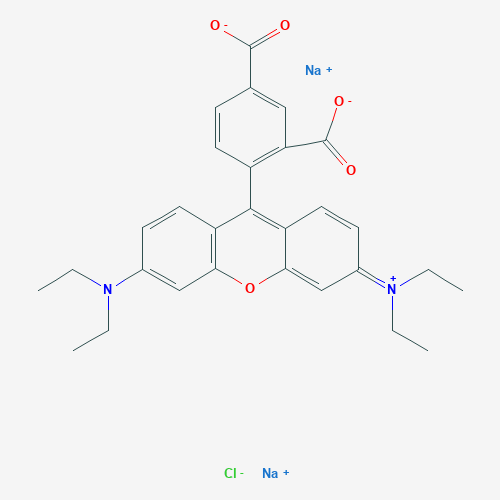 O - O
Na +
O -
O
N O N +
Cl - Na +